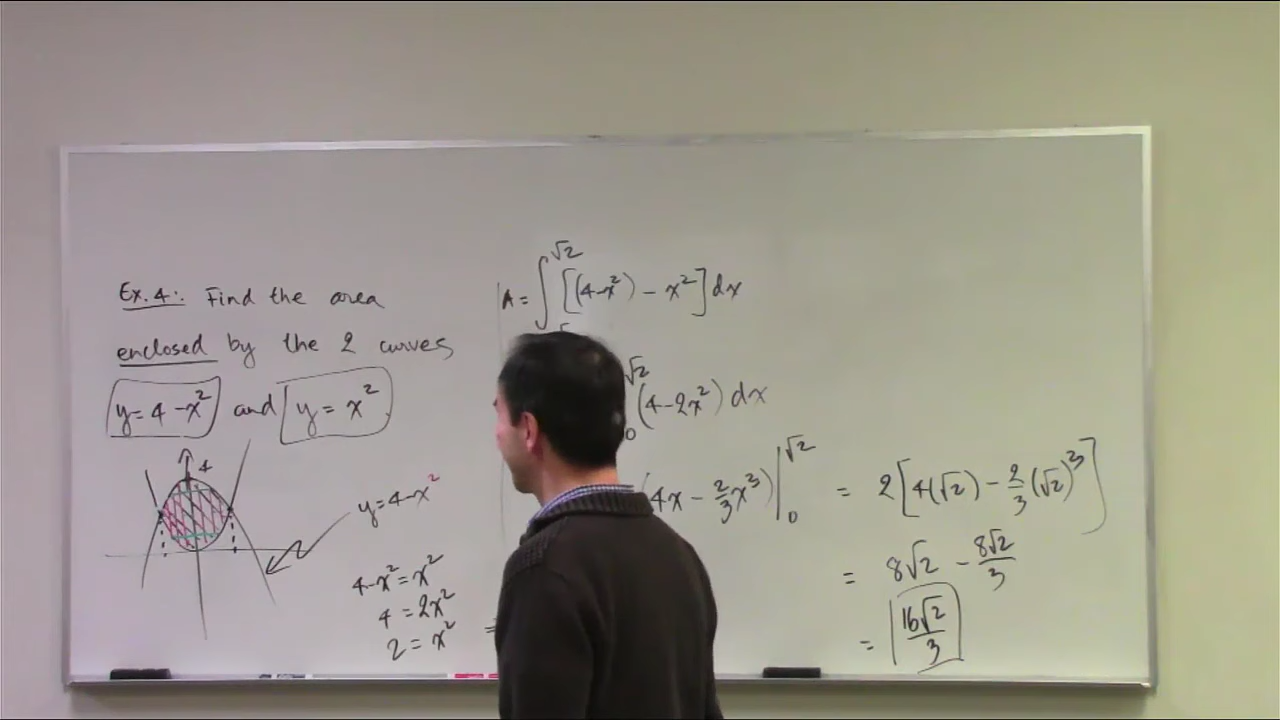 Ex. 4: Find the area
enclosed by the 2 curves
y=4-x² and y=x²
4
y=4-x²
4-x²=x²
4=2x²
2=x²
A=∫√2 [(4-x²)-x²]dx
√2 0 (4-2x²)dx
(4x-2/3x³)|₀^√2 = 2[4(√2)-2/3(√2)³]
= 8√2 - 8√2/3
= 16√2/3